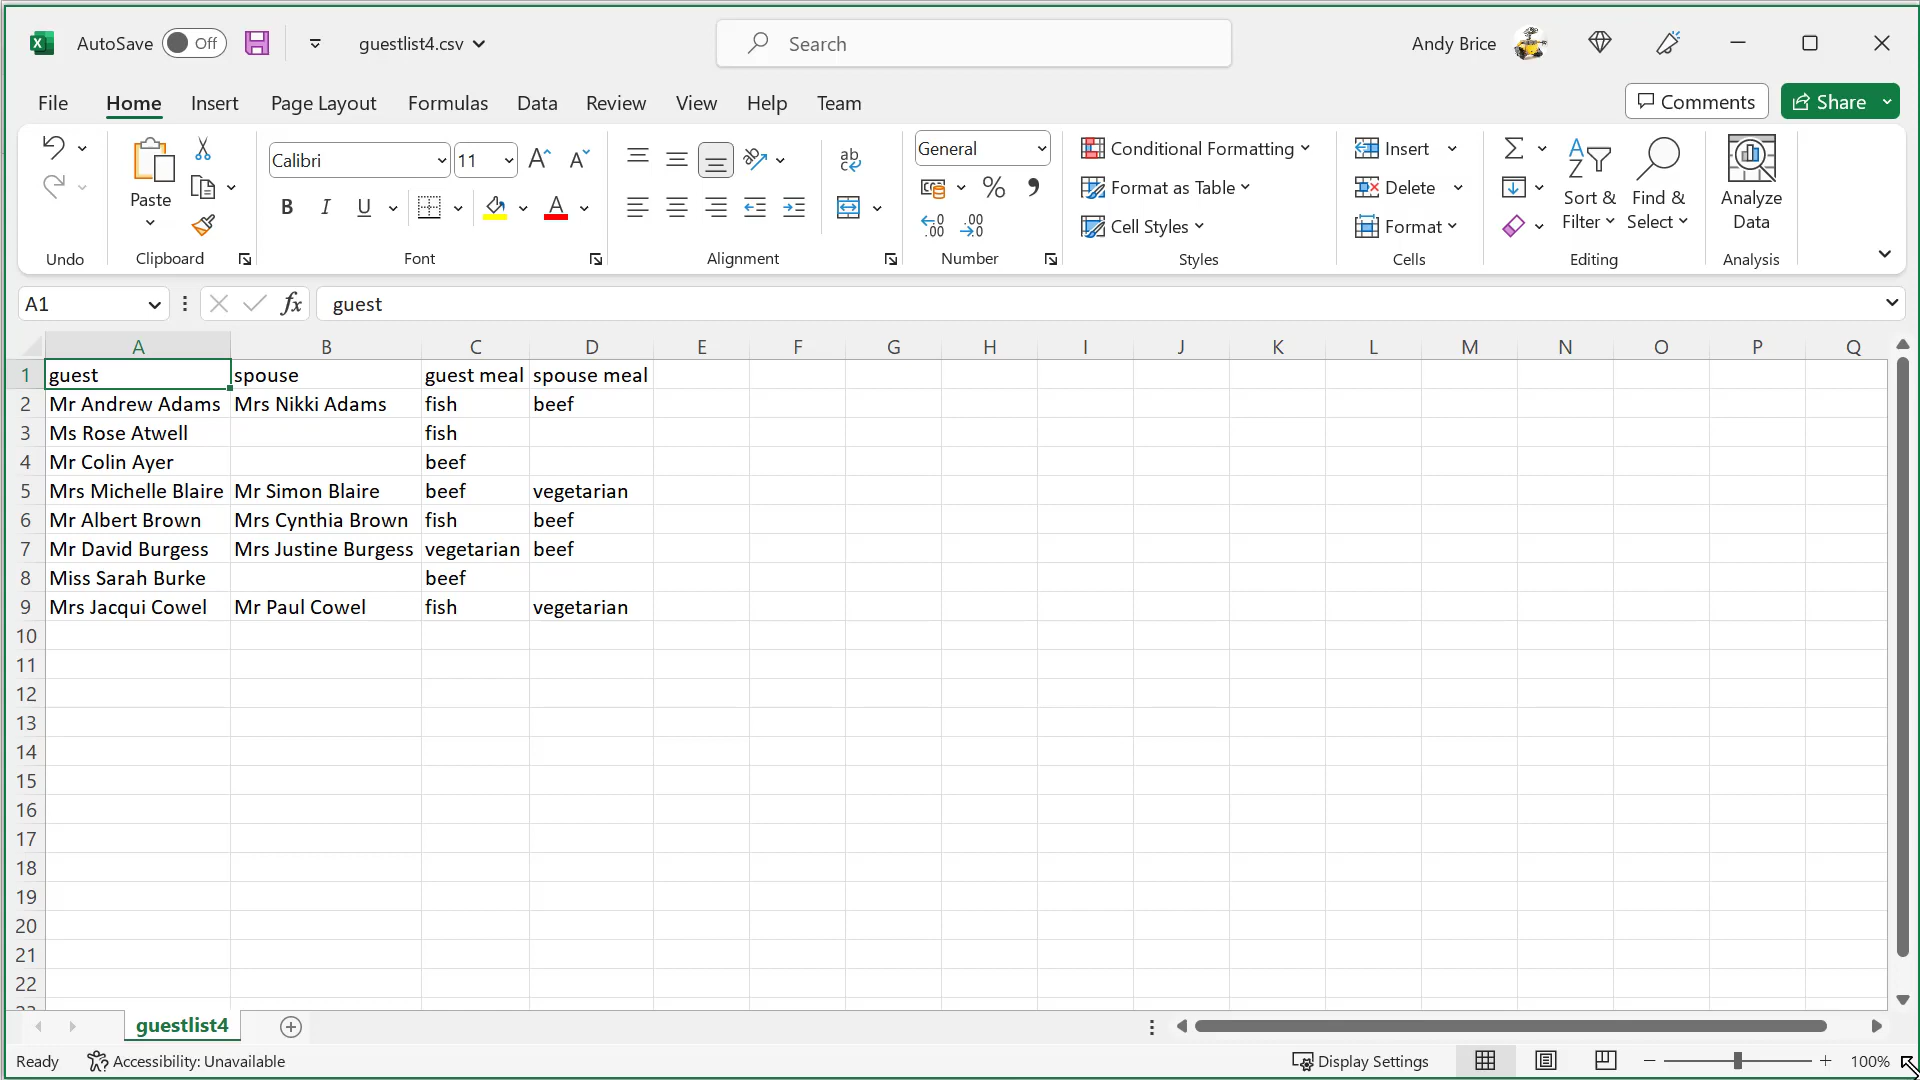 AutoSave Off guestlist4.csv Search Andy Brice
File Home Insert Page Layout Formulas Data Review View Help Team Comments Share
Calibri 11 General Conditional Formatting Insert
Paste Format as Table Delete Sort & Find & Analyze
B I U A Cell Styles Format Filter Select Data
Undo Clipboard Font Alignment Number Styles Cells Editing Analysis
A1 fx guest
A B C D E F G H I J K L M N O P Q
1 guest spouse guest meal spouse meal
2 Mr Andrew Adams Mrs Nikki Adams fish beef
3 Ms Rose Atwell fish
4 Mr Colin Ayer beef
5 Mrs Michelle Blaire Mr Simon Blaire beef vegetarian
6 Mr Albert Brown Mrs Cynthia Brown fish beef
7 Mr David Burgess Mrs Justine Burgess vegetarian beef
8 Miss Sarah Burke beef
9 Mrs Jacqui Cowel Mr Paul Cowel fish vegetarian
10
11
12
13
14
15
16
17
18
19
20
21
22
guestlist4
Ready Accessibility: Unavailable Display Settings 100%